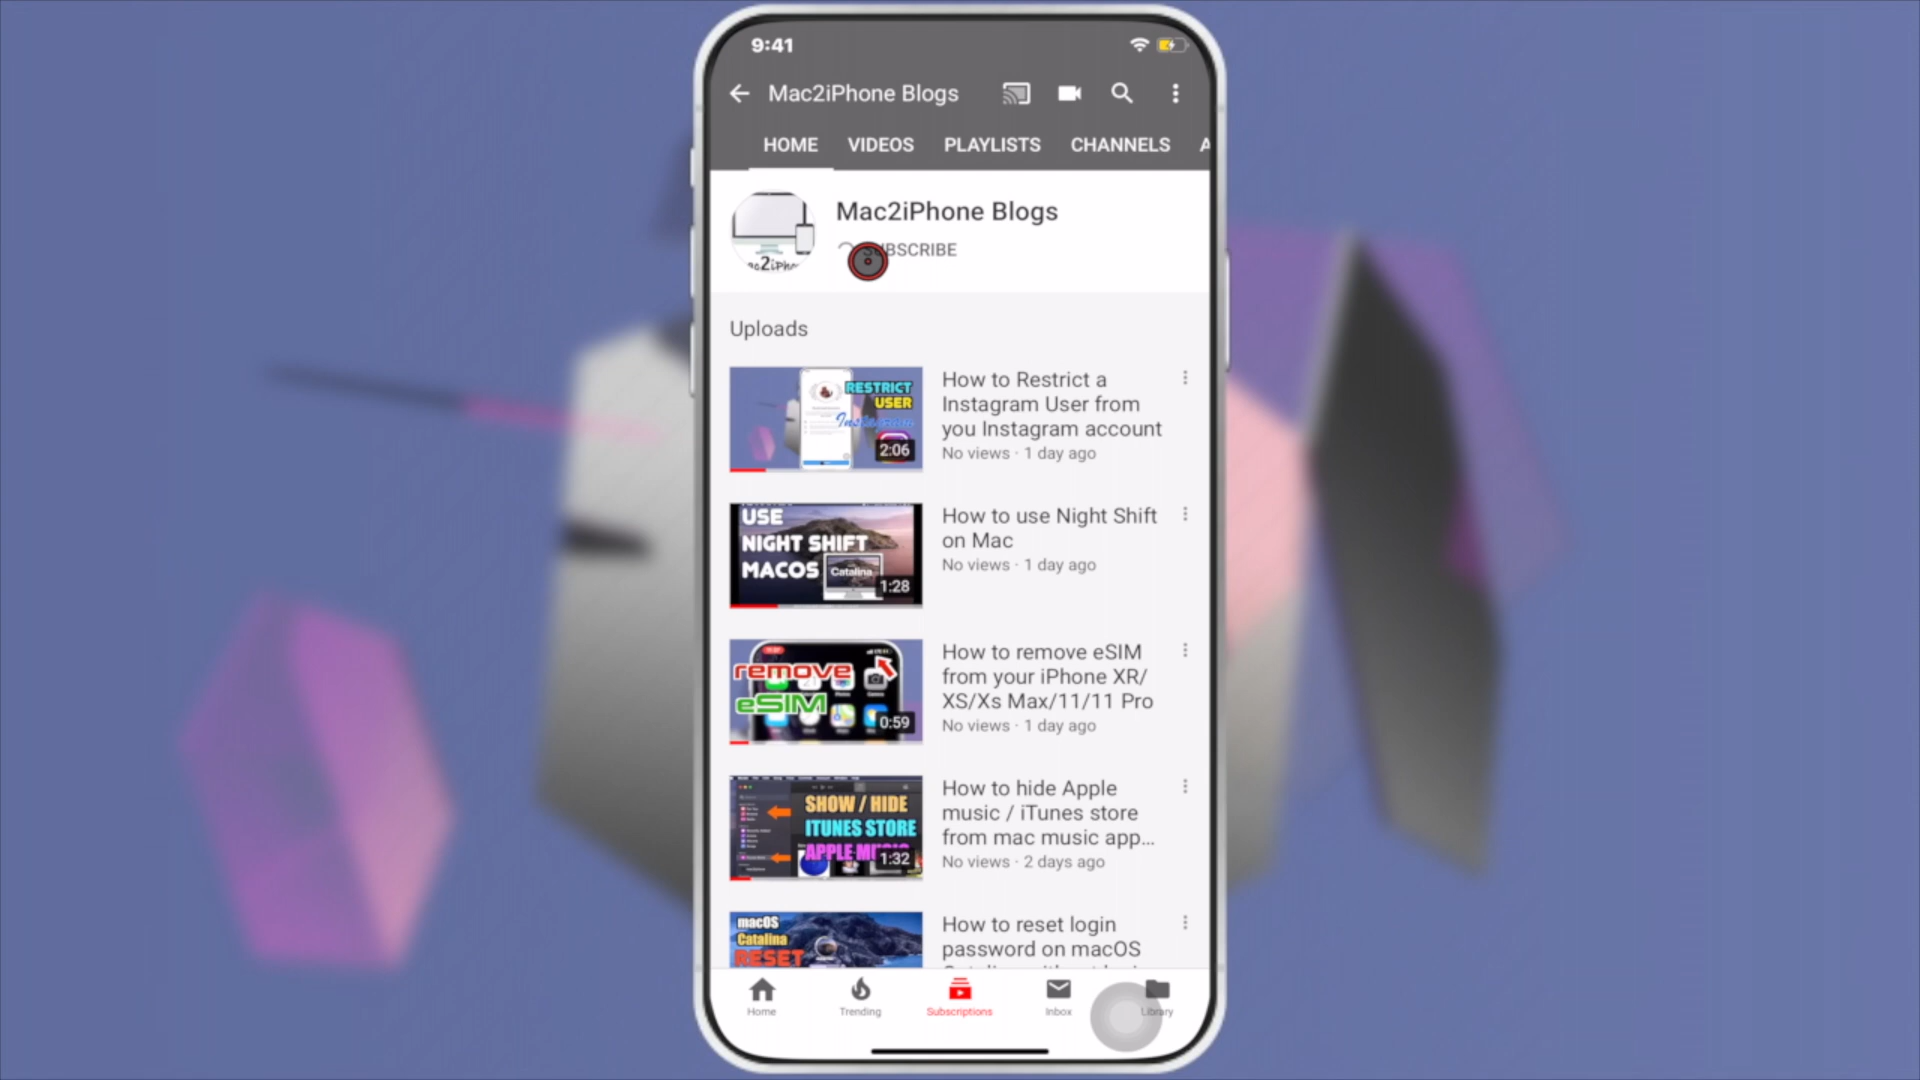 9:41
Mac2iPhone Blogs
HOME VIDEOS PLAYLISTS CHANNELS A
Mac2iPhone Blogs
SUBSCRIBE
Uploads
RESTRICT
USER
Instagram
2:06
How to Restrict a
Instagram User from
you Instagram account
No views · 1 day ago
USE
NIGHT SHIFT
MACOS
Catalina
1:28
How to use Night Shift
on Mac
No views · 1 day ago
remove
eSIM
0:59
How to remove eSIM
from your iPhone XR/
XS/Xs Max/11/11 Pro
No views · 1 day ago
SHOW / HIDE
ITUNES STORE
APPLE MUSIC
1:32
How to hide Apple
music / iTunes store
from mac music app...
No views · 2 days ago
macOS
Catalina
RESET
How to reset login
password on macOS
Home Trending Subscriptions Inbox Library